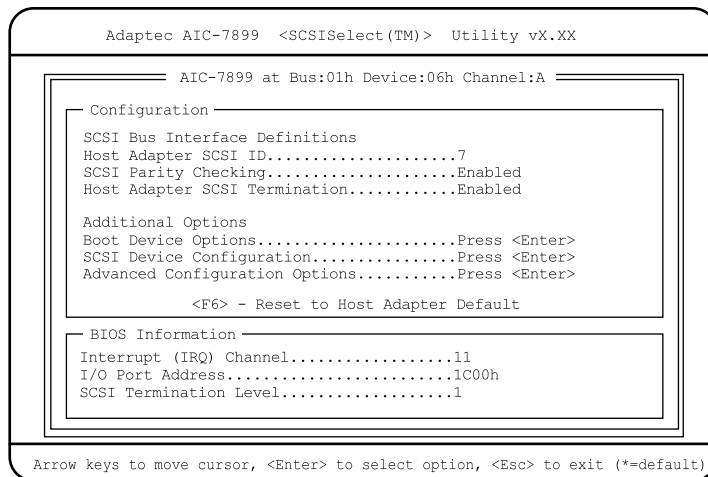 Adaptec AIC-7899 <SCSISelect(TM)> Utility vX.XX
AIC-7899 at Bus:01h Device:06h Channel:A
Configuration
SCSI Bus Interface Definitions
Host Adapter SCSI ID.....................7
SCSI Parity Checking.....................Enabled
Host Adapter SCSI Termination............Enabled
Additional Options
Boot Device Options......................Press <Enter>
SCSI Device Configuration................Press <Enter>
Advanced Configuration Options...........Press <Enter>
<F6> - Reset to Host Adapter Default
BIOS Information
Interrupt (IRQ) Channel..................11
I/O Port Address.........................1C00h
SCSI Termination Level...................1
Arrow keys to move cursor, <Enter> to select option, <Esc> to exit (*=default)